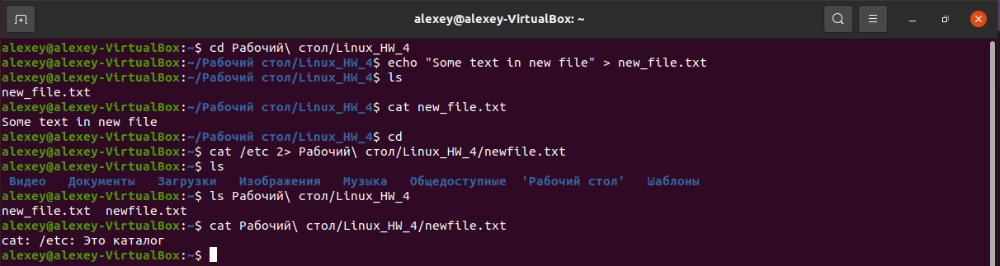 alexey@alexey-VirtualBox: ~
alexey@alexey-VirtualBox:~$ cd Рабочий\ стол/Linux_HW_4
alexey@alexey-VirtualBox:~/Рабочий стол/Linux_HW_4$ echo "Some text in new file" > new_file.txt
alexey@alexey-VirtualBox:~/Рабочий стол/Linux_HW_4$ ls
new_file.txt
alexey@alexey-VirtualBox:~/Рабочий стол/Linux_HW_4$ cat new_file.txt
Some text in new file
alexey@alexey-VirtualBox:~/Рабочий стол/Linux_HW_4$ cd
alexey@alexey-VirtualBox:~$ cat /etc 2> Рабочий\ стол/Linux_HW_4/newfile.txt
alexey@alexey-VirtualBox:~$ ls
Видео   Документы   Загрузки   Изображения   Музыка   Общедоступные  'Рабочий стол'   Шаблоны
alexey@alexey-VirtualBox:~$ ls Рабочий\ стол/Linux_HW_4
new_file.txt  newfile.txt
alexey@alexey-VirtualBox:~$ cat Рабочий\ стол/Linux_HW_4/newfile.txt
cat: /etc: Это каталог
alexey@alexey-VirtualBox:~$